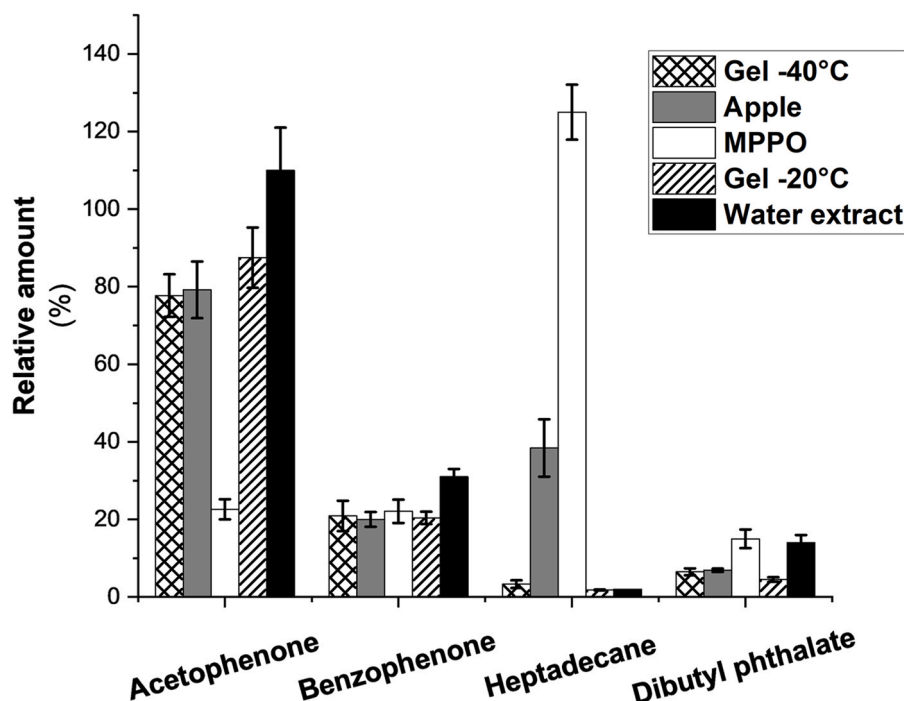 140
120
100
80
60
40
20
0
Relative amount
(%)
Gel -40°C
Apple
MPPO
Gel -20°C
Water extract
Acetophenone
Benzophenone
Heptadecane
Dibutyl phthalate